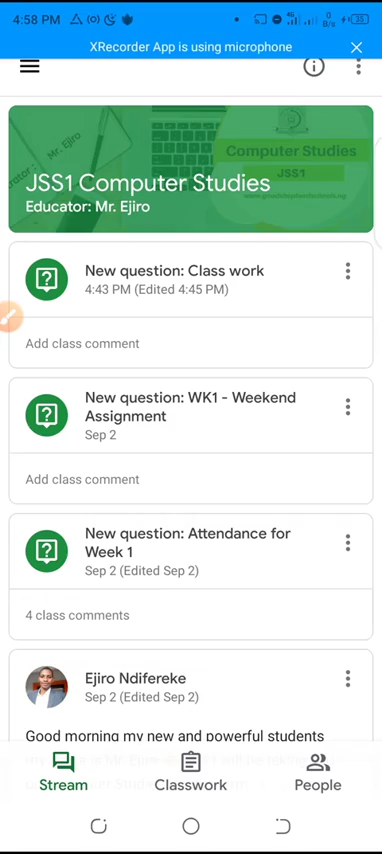 4:58 PM
4G
0
B/s
35
XRecorder App is using microphone
Mr. Ejiro
Computer Studies
JSS1
JSS1 Computer Studies
Educator: Mr. Ejiro
New question: Class work
4:43 PM (Edited 4:45 PM)
Add class comment
New question: WK1 - Weekend
Assignment
Sep 2
Add class comment
New question: Attendance for
Week 1
Sep 2 (Edited Sep 2)
4 class comments
Ejiro Ndifereke
Sep 2 (Edited Sep 2)
Good morning my new and powerful students
Stream
Classwork
People